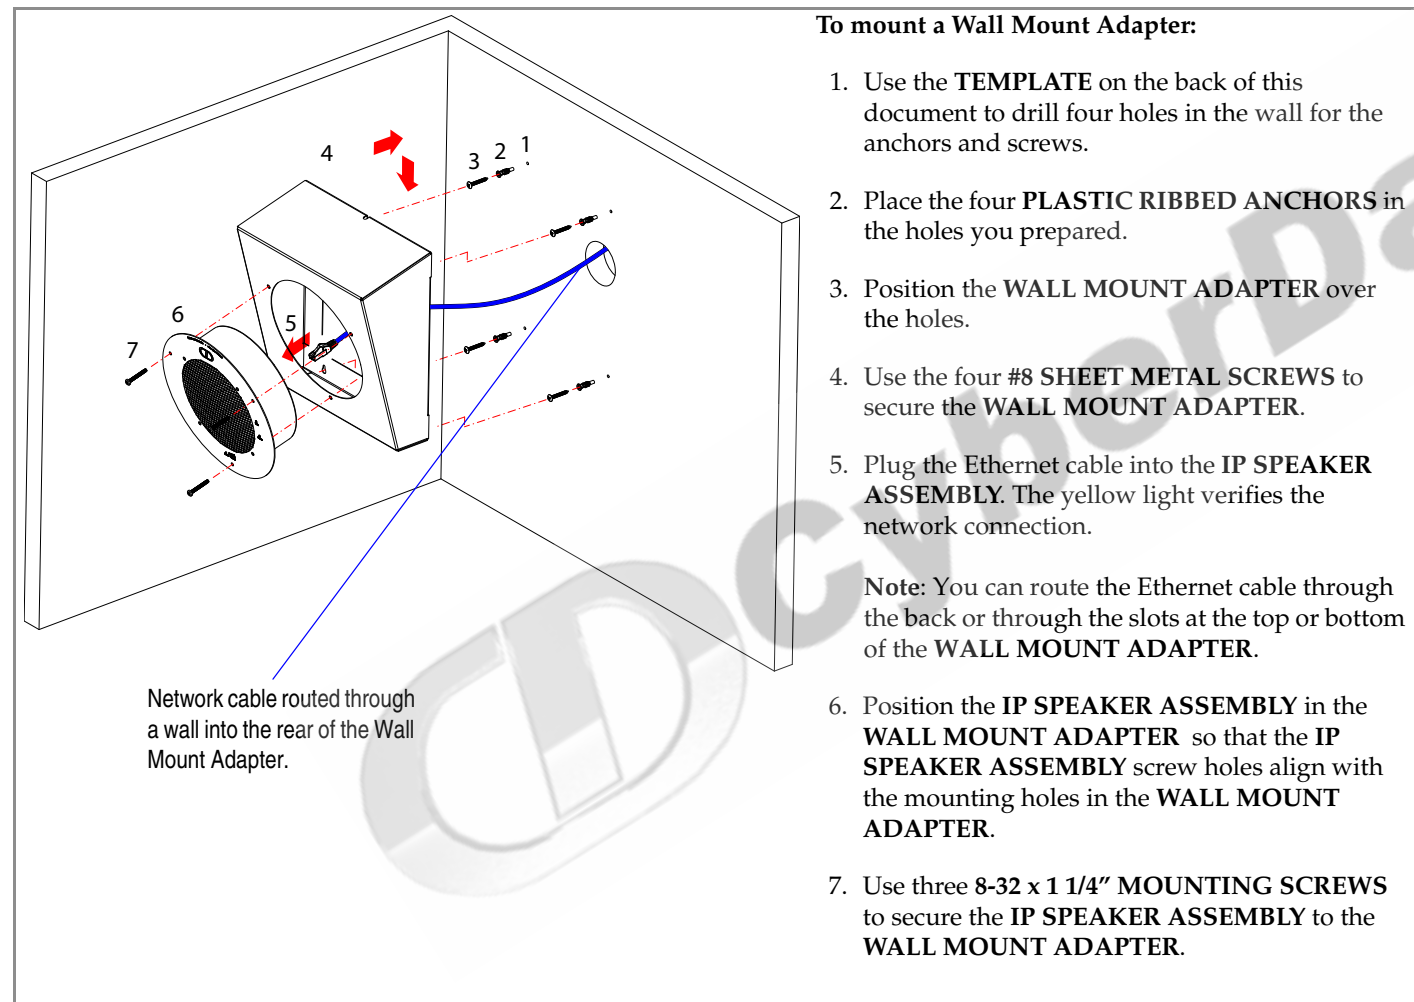 To mount a Wall Mount Adapter:
1. Use the TEMPLATE on the back of this
document to drill four holes in the wall for the
anchors and screws.
2. Place the four PLASTIC RIBBED ANCHORS in
the holes you prepared.
3. Position the WALL MOUNT ADAPTER over
the holes.
4. Use the four #8 SHEET METAL SCREWS to
secure the WALL MOUNT ADAPTER.
5. Plug the Ethernet cable into the IP SPEAKER
ASSEMBLY. The yellow light verifies the
network connection.
Note: You can route the Ethernet cable through
the back or through the slots at the top or bottom
of the WALL MOUNT ADAPTER.
6. Position the IP SPEAKER ASSEMBLY in the
WALL MOUNT ADAPTER so that the IP
SPEAKER ASSEMBLY screw holes align with
the mounting holes in the WALL MOUNT
ADAPTER.
7. Use three 8-32 x 1 1/4” MOUNTING SCREWS
to secure the IP SPEAKER ASSEMBLY to the
WALL MOUNT ADAPTER.
4
3
2
1
6
5
7
Network cable routed through
a wall into the rear of the Wall
Mount Adapter.
CyberDa